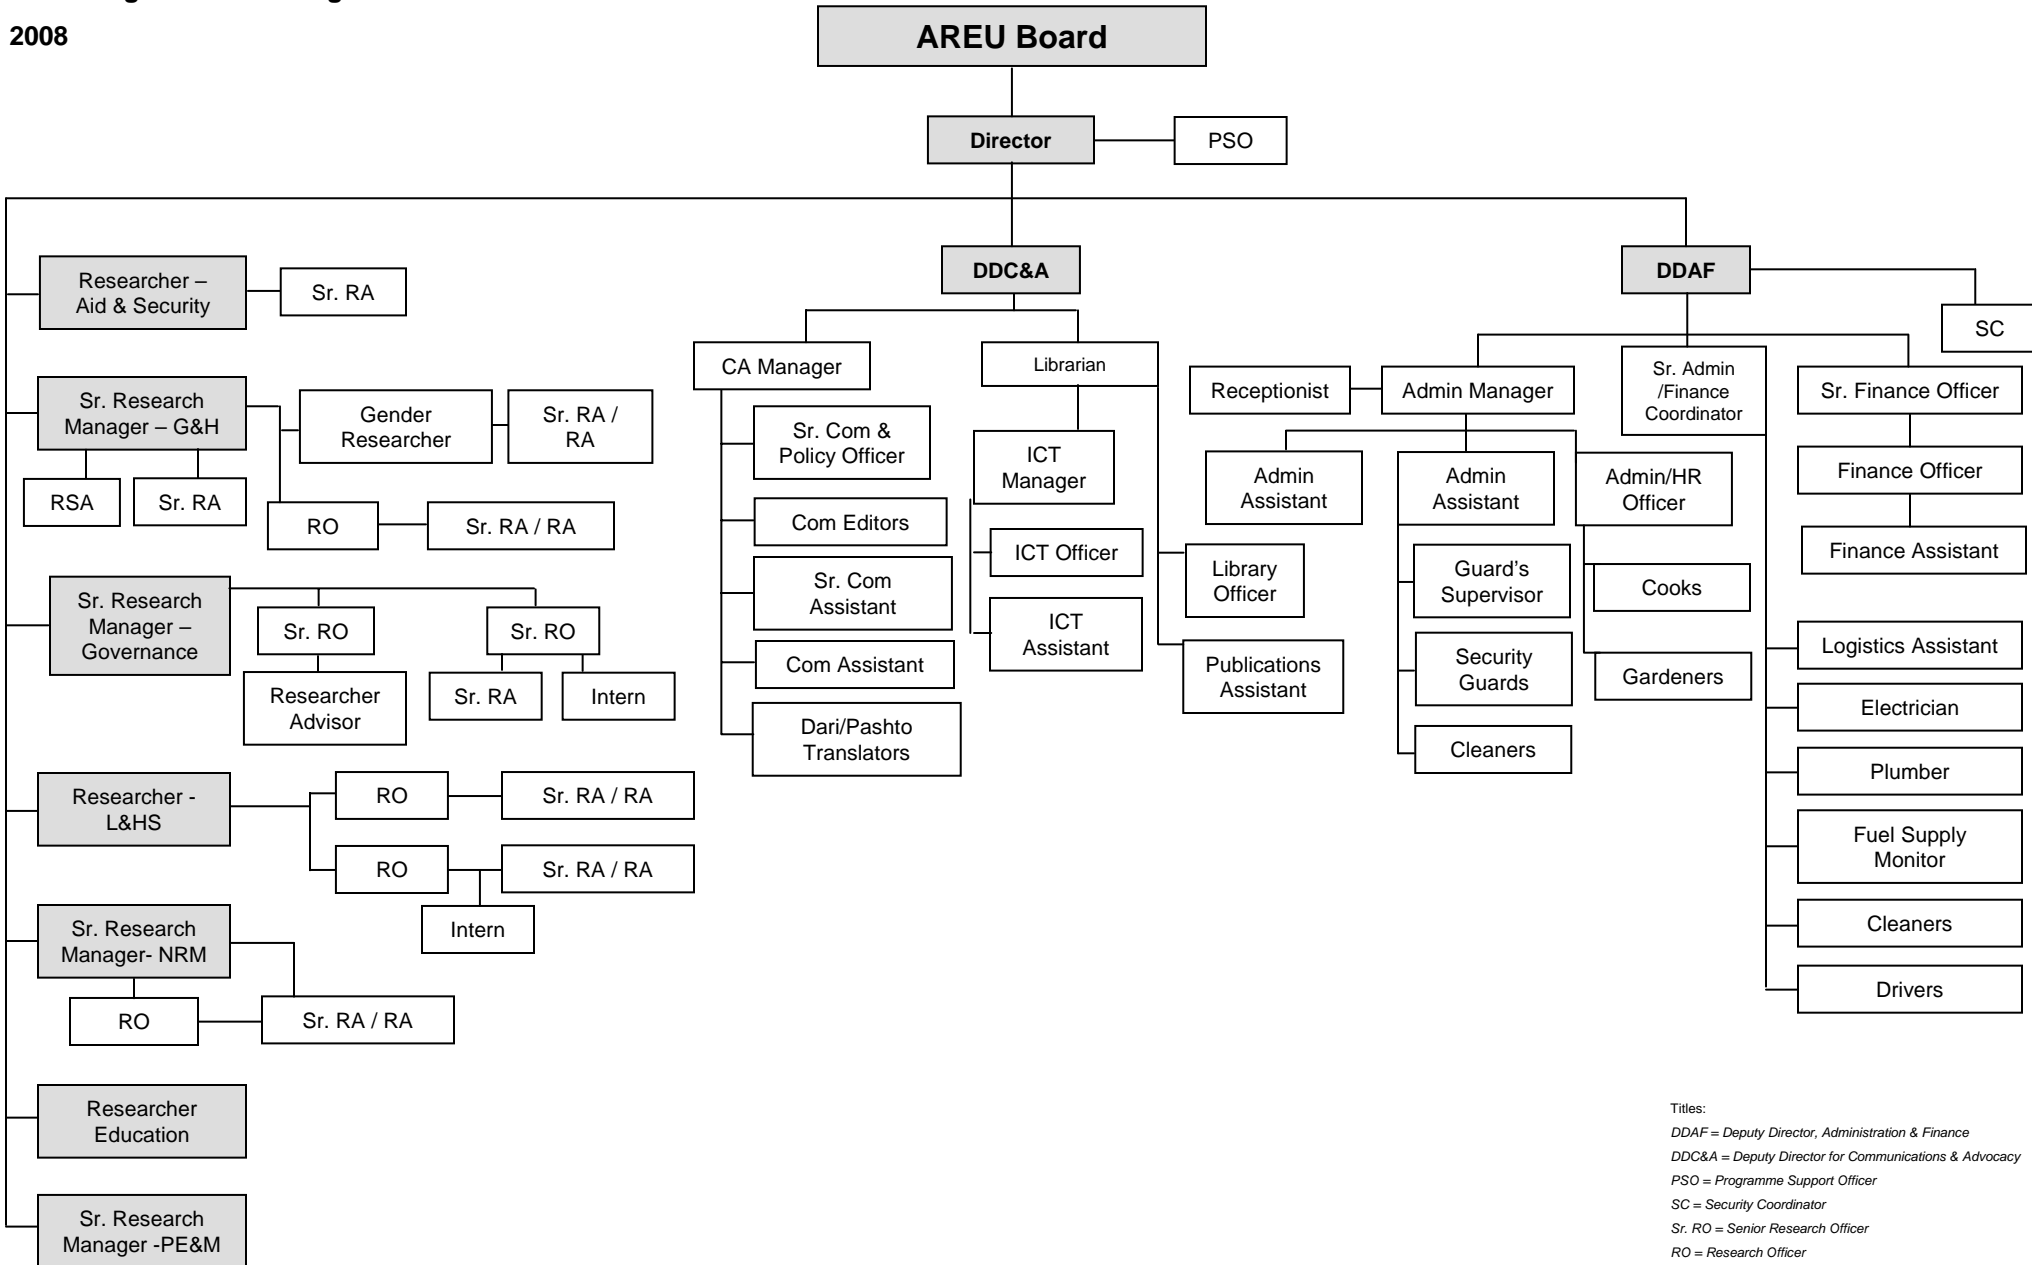 2008
AREU Board
Director
PSO
DDC&A
DDAF
SC
Researcher –
Aid & Security
Sr. RA
Sr. Research
Manager – G&H
Gender
Researcher
Sr. RA /
RA
RSA
Sr. RA
RO
Sr. RA / RA
Sr. Research
Manager –
Governance
Sr. RO
Sr. RO
Researcher
Advisor
Sr. RA
Intern
Researcher -
L&HS
RO
Sr. RA / RA
RO
Sr. RA / RA
Intern
Sr. Research
Manager- NRM
RO
Sr. RA / RA
Researcher
Education
Sr. Research
Manager -PE&M
CA Manager
Sr. Com &
Policy Officer
Com Editors
Sr. Com
Assistant
Com Assistant
Dari/Pashto
Translators
Librarian
ICT
Manager
ICT Officer
ICT
Assistant
Library
Officer
Publications
Assistant
Receptionist
Admin Manager
Admin
Assistant
Admin
Assistant
Admin/HR
Officer
Guard's
Supervisor
Security
Guards
Cleaners
Cooks
Gardeners
Sr. Admin
/Finance
Coordinator
Sr. Finance Officer
Finance Officer
Finance Assistant
Logistics Assistant
Electrician
Plumber
Fuel Supply
Monitor
Cleaners
Drivers
Titles:
DDAF = Deputy Director, Administration & Finance
DDC&A = Deputy Director for Communications & Advocacy
PSO = Programme Support Officer
SC = Security Coordinator
Sr. RO = Senior Research Officer
RO = Research Officer